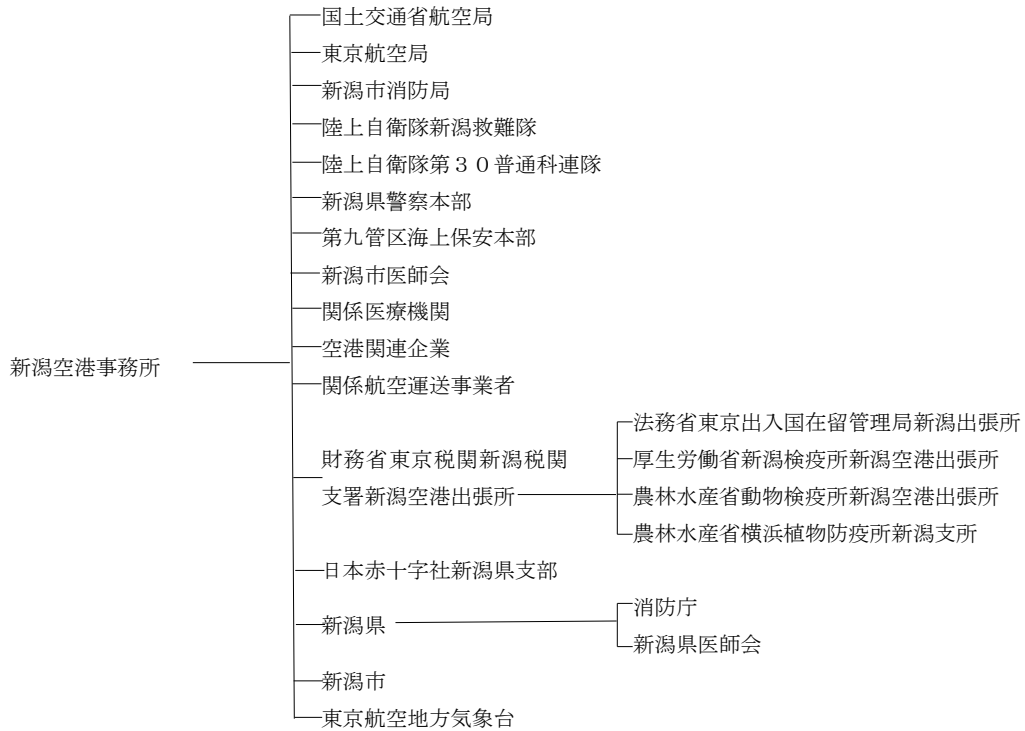 国土交通省航空局
東京航空局
新潟市消防局
陸上自衛隊新潟救難隊
陸上自衛隊第３０普通科連隊
新潟県警察本部
第九管区海上保安本部
新潟市医師会
関係医療機関
空港関連企業
新潟空港事務所
関係航空運送事業者
財務省東京税関新潟税関
支署新潟空港出張所
法務省東京出入国在留管理局新潟出張所
厚生労働省新潟検疫所新潟空港出張所
農林水産省動物検疫所新潟空港出張所
農林水産省横浜植物防疫所新潟支所
日本赤十字社新潟県支部
新潟県
消防庁
新潟県医師会
新潟市
東京航空地方気象台